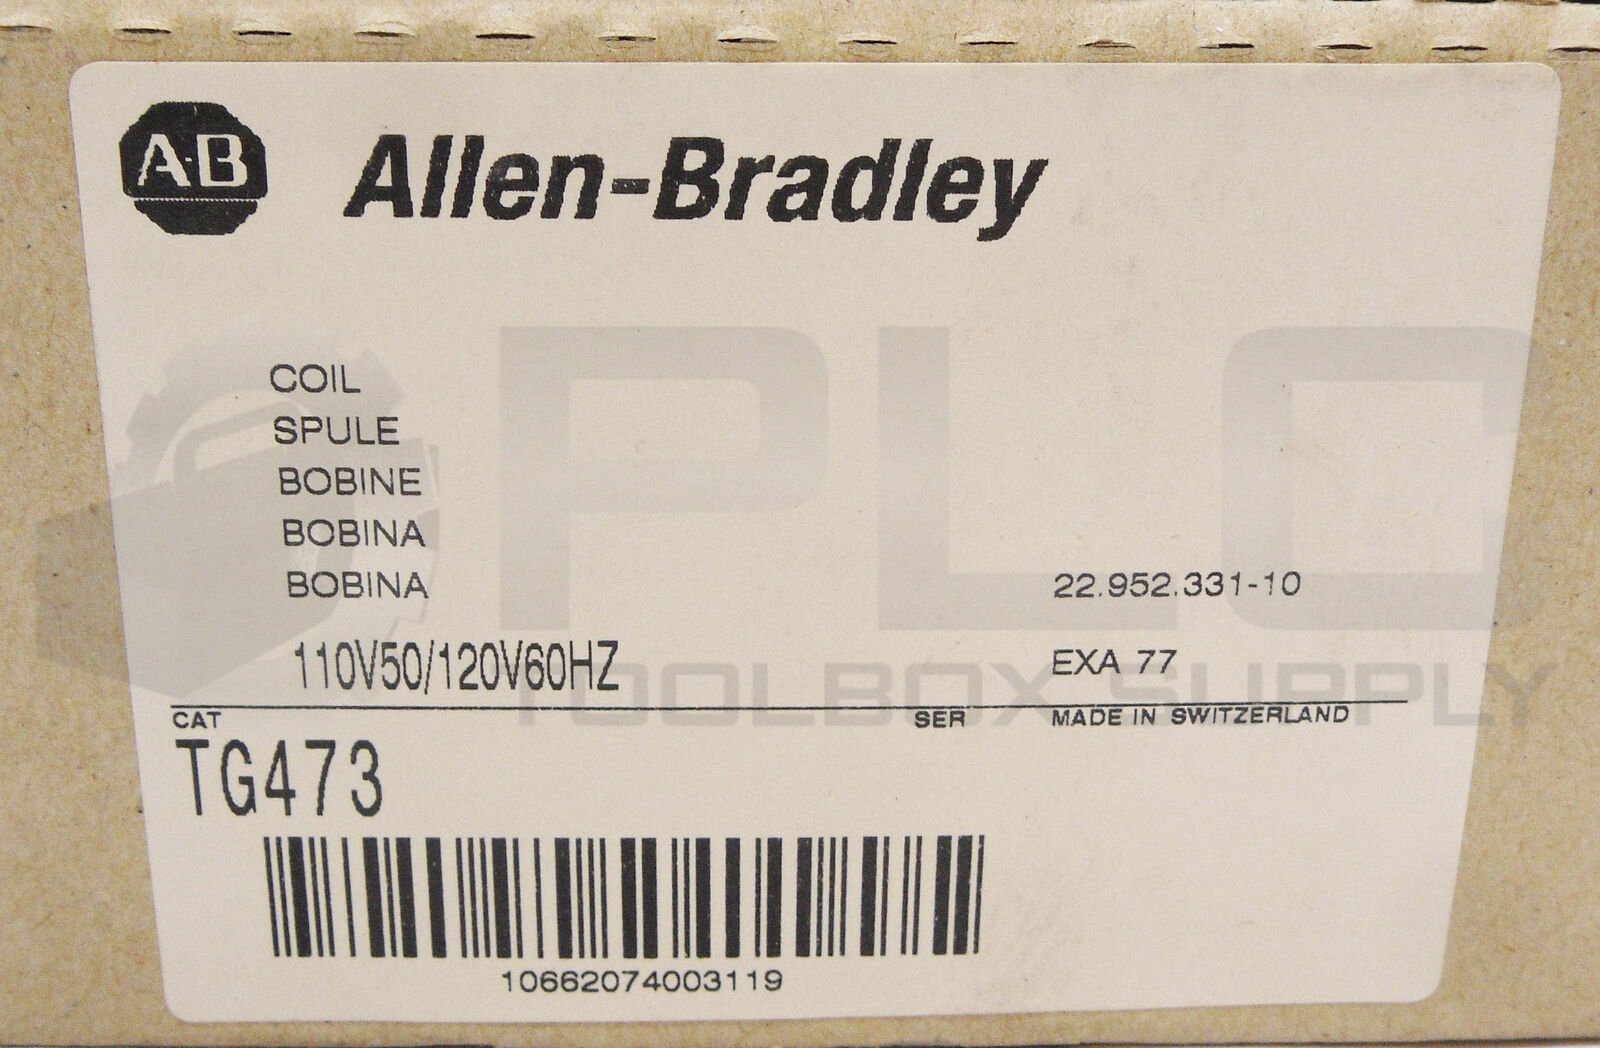 AB Allen-Bradley
COIL
SPULE
BOBINE
BOBINA
BOBINA 22.952.331-10
110V50/120V60HZ EXA 77
CAT SER MADE IN SWITZERLAND
TG473
10662074003119
PLC
TOOLBOX SUPPLY